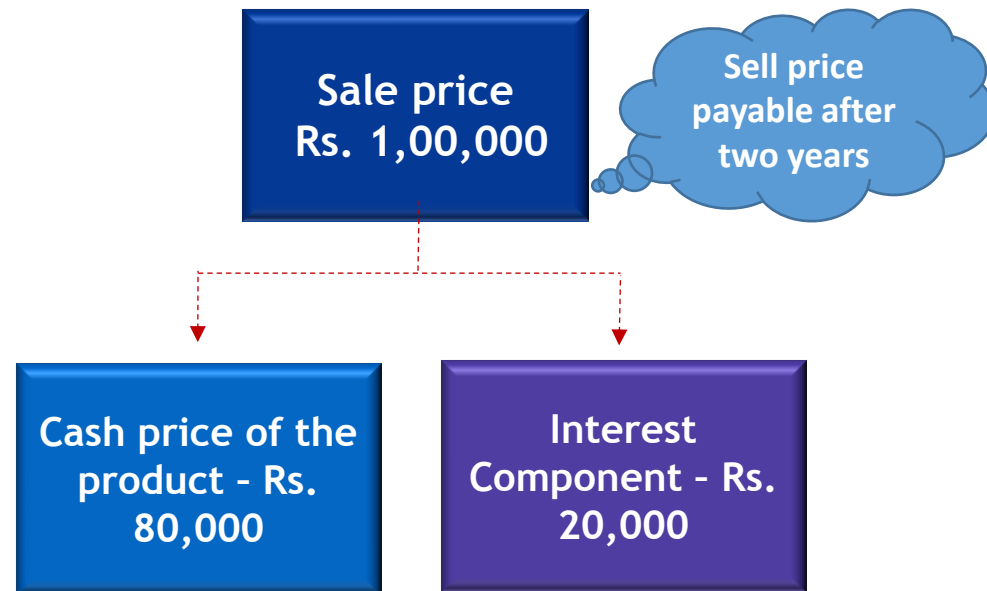 Sale price
Rs. 1,00,000
Sell price
payable after
two years
Cash price of the
product – Rs.
80,000
Interest
Component – Rs.
20,000